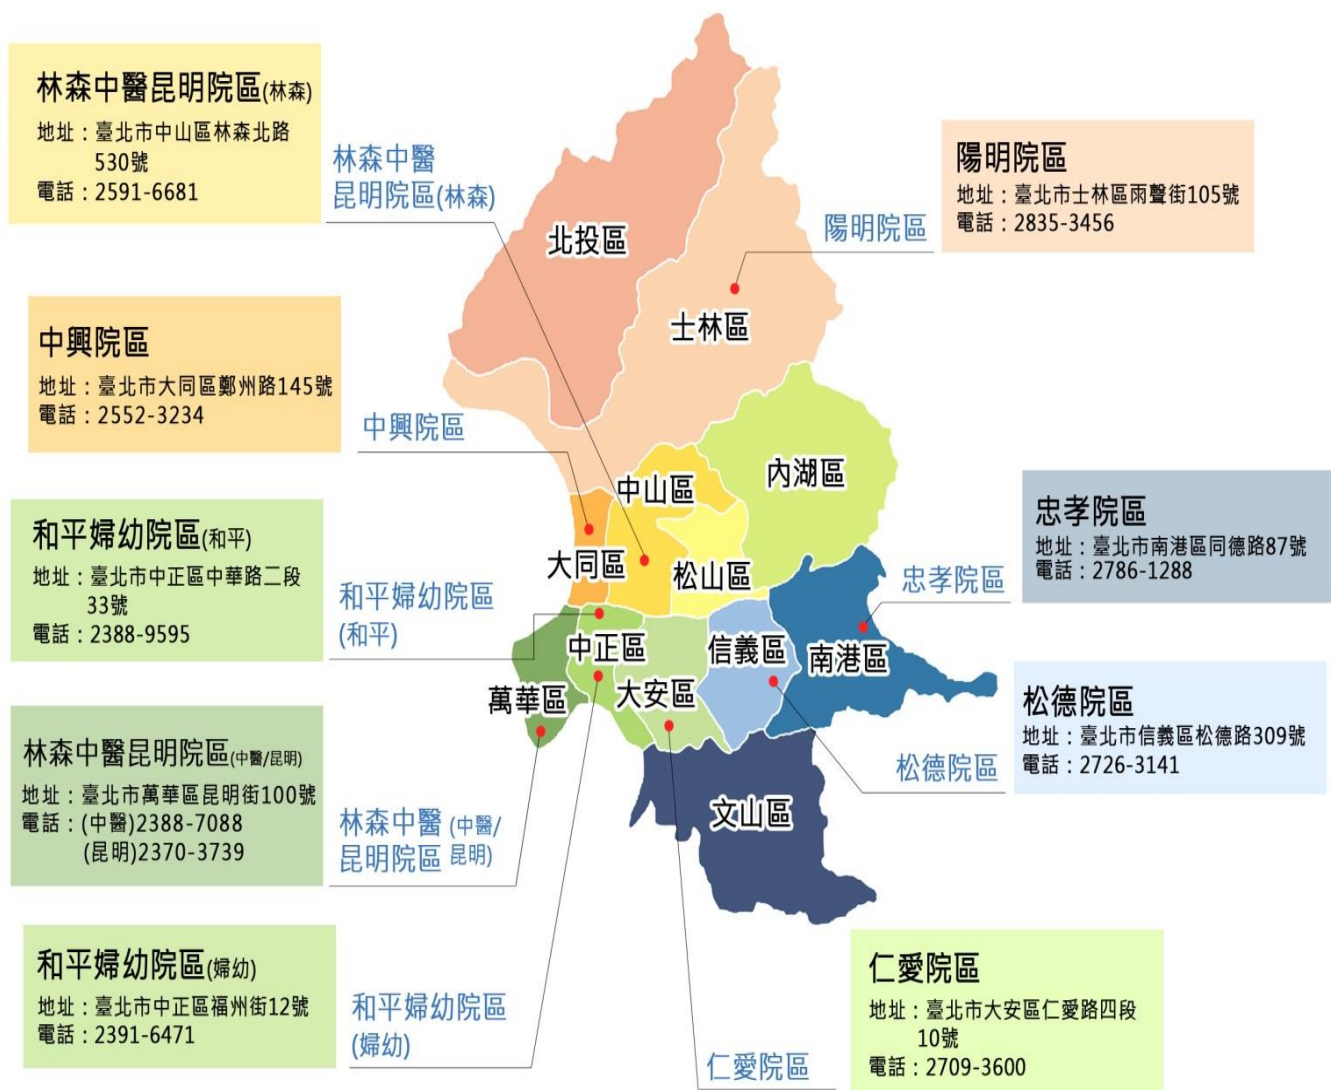 林森中醫昆明院區(林森)
地址：臺北市中山區林森北路
530號
電話：2591-6681
中興院區
地址：臺北市大同區鄭州路145號
電話：2552-3234
和平婦幼院區(和平)
地址：臺北市中正區中華路二段
33號
電話：2388-9595
林森中醫昆明院區(中醫/昆明)
地址：臺北市萬華區昆明街100號
電話：(中醫)2388-7088
(昆明)2370-3739
和平婦幼院區(婦幼)
地址：臺北市中正區福州街12號
電話：2391-6471
林森中醫
昆明院區(林森)
中興院區
和平婦幼院區
(和平)
林森中醫(中醫/
昆明院區 昆明)
和平婦幼院區
(婦幼)
北投區
士林區
內湖區
中山區
大同區
松山區
中正區
信義區
南港區
萬華區
大安區
文山區
陽明院區
忠孝院區
松德院區
仁愛院區
陽明院區
地址：臺北市士林區雨聲街105號
電話：2835-3456
忠孝院區
地址：臺北市南港區同德路87號
電話：2786-1288
松德院區
地址：臺北市信義區松德路309號
電話：2726-3141
仁愛院區
地址：臺北市大安區仁愛路四段
10號
電話：2709-3600